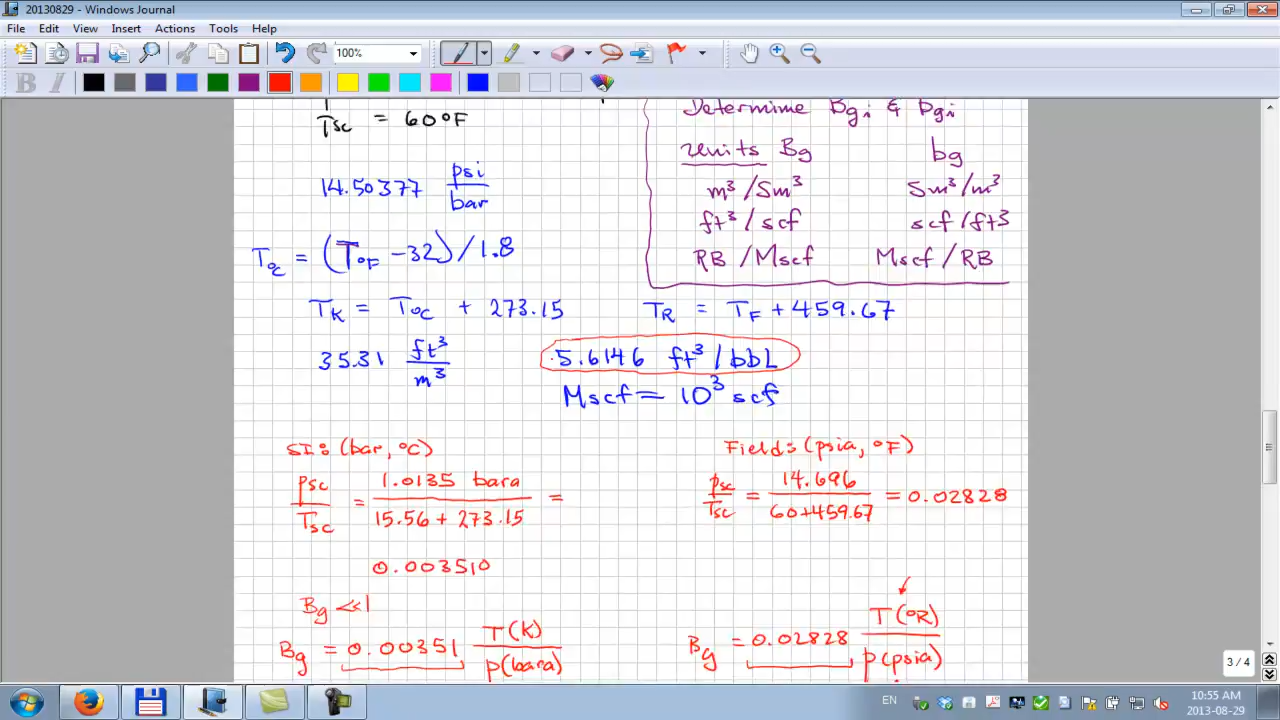 20130829 - Windows Journal
File Edit View Insert Actions Tools Help
100%
Tsc = 60°F
14.50377 psi/bar
T°C = (T°F - 32) / 1.8
TK = T°C + 273.15
35.31 ft³/m³
Determime Bgi & bgi
Units Bg bg
m³/Sm³ Sm³/m³
ft³/scf scf/ft³
RB/Mscf Mscf/RB
TR = TF + 459.67
5.6146 ft³/bbL
Mscf = 10³ scf
SI: (bar, °C)
psc/Tsc = 1.0135 bara / 15.56 + 273.15 =
0.003510
Bg << 1
Bg = 0.00351 T(K)/p(bara)
Field: (psia, °F)
psc/Tsc = 14.696 / 60+459.67 = 0.02828
Bg = 0.02828 T(°R)/p(psia)
3 / 4
EN
10:55 AM
2013-08-29